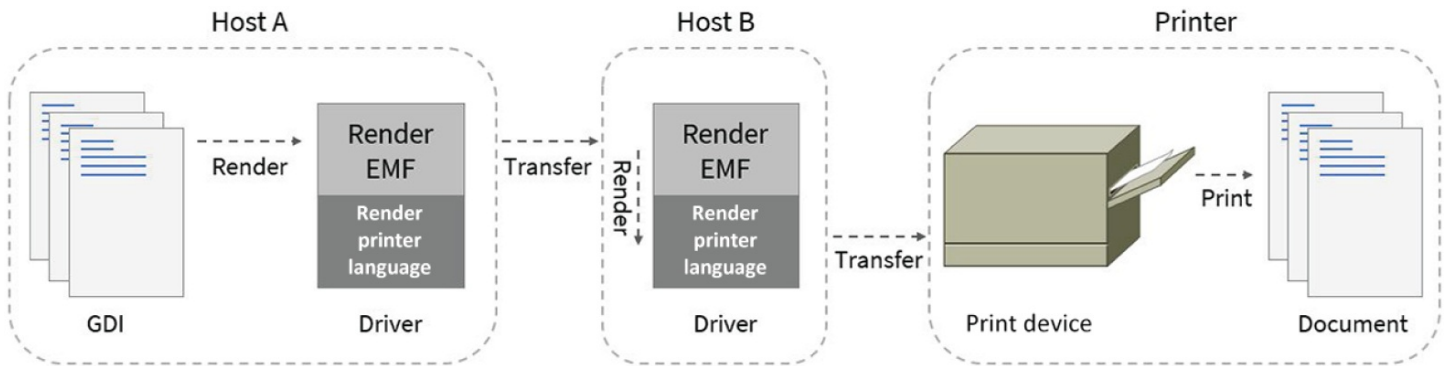 Host A
Host B
Printer
Render
EMF
Render
printer
language
Render
Transfer
Render
EMF
Render
printer
language
Render
Transfer
Print
GDI
Driver
Driver
Print device
Document